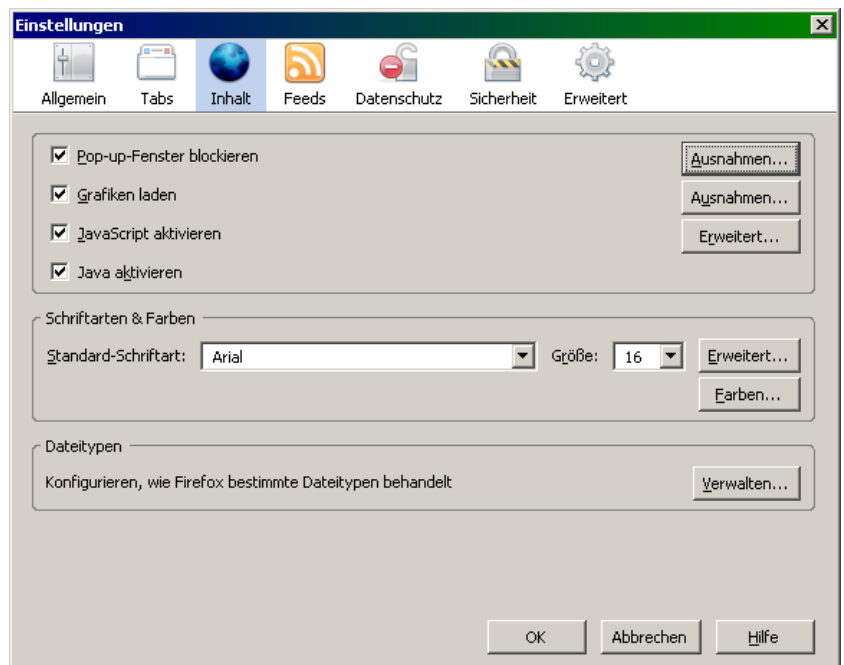 Einstellungen
Allgemein Tabs Inhalt Feeds Datenschutz Sicherheit Erweitert
Pop-up-Fenster blockieren Ausnahmen...
Grafiken laden Ausnahmen...
JavaScript aktivieren Erweitert...
Java aktivieren
Schriftarten & Farben
Standard-Schriftart: Arial Größe: 16 Erweitert...
Farben...
Dateitypen
Konfigurieren, wie Firefox bestimmte Dateitypen behandelt Verwalten...
OK Abbrechen Hilfe